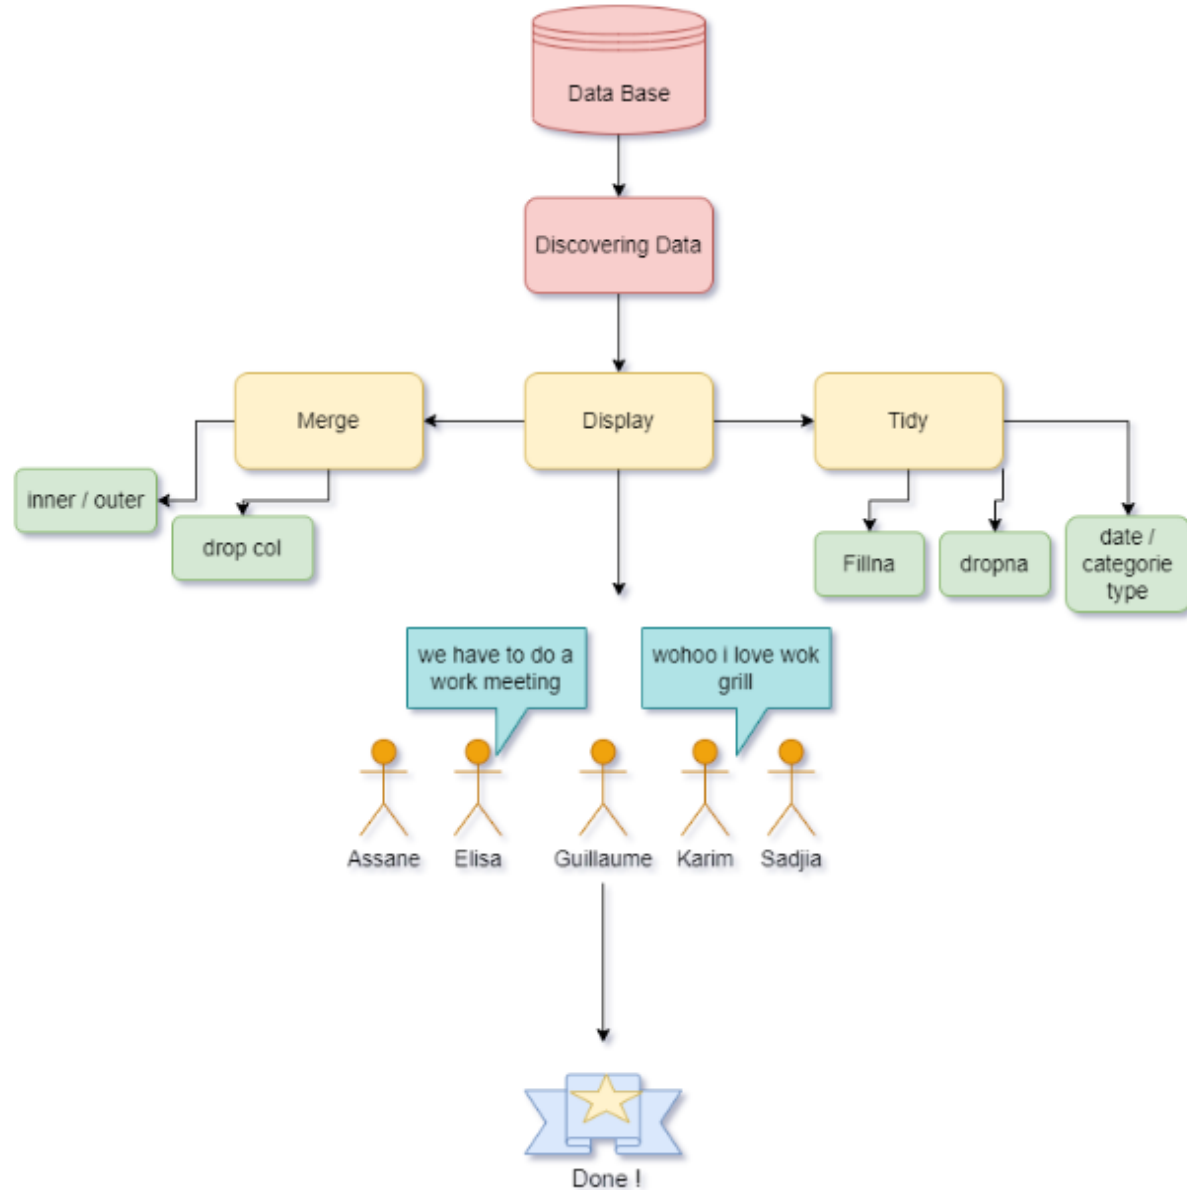 Data Base
Discovering Data
Merge
Display
Tidy
inner / outer
drop col
Fillna
dropna
date /
categorie
type
we have to do a
work meeting
wohoo i love wok
grill
Assane
Elisa
Guillaume
Karim
Sadjia
Done !